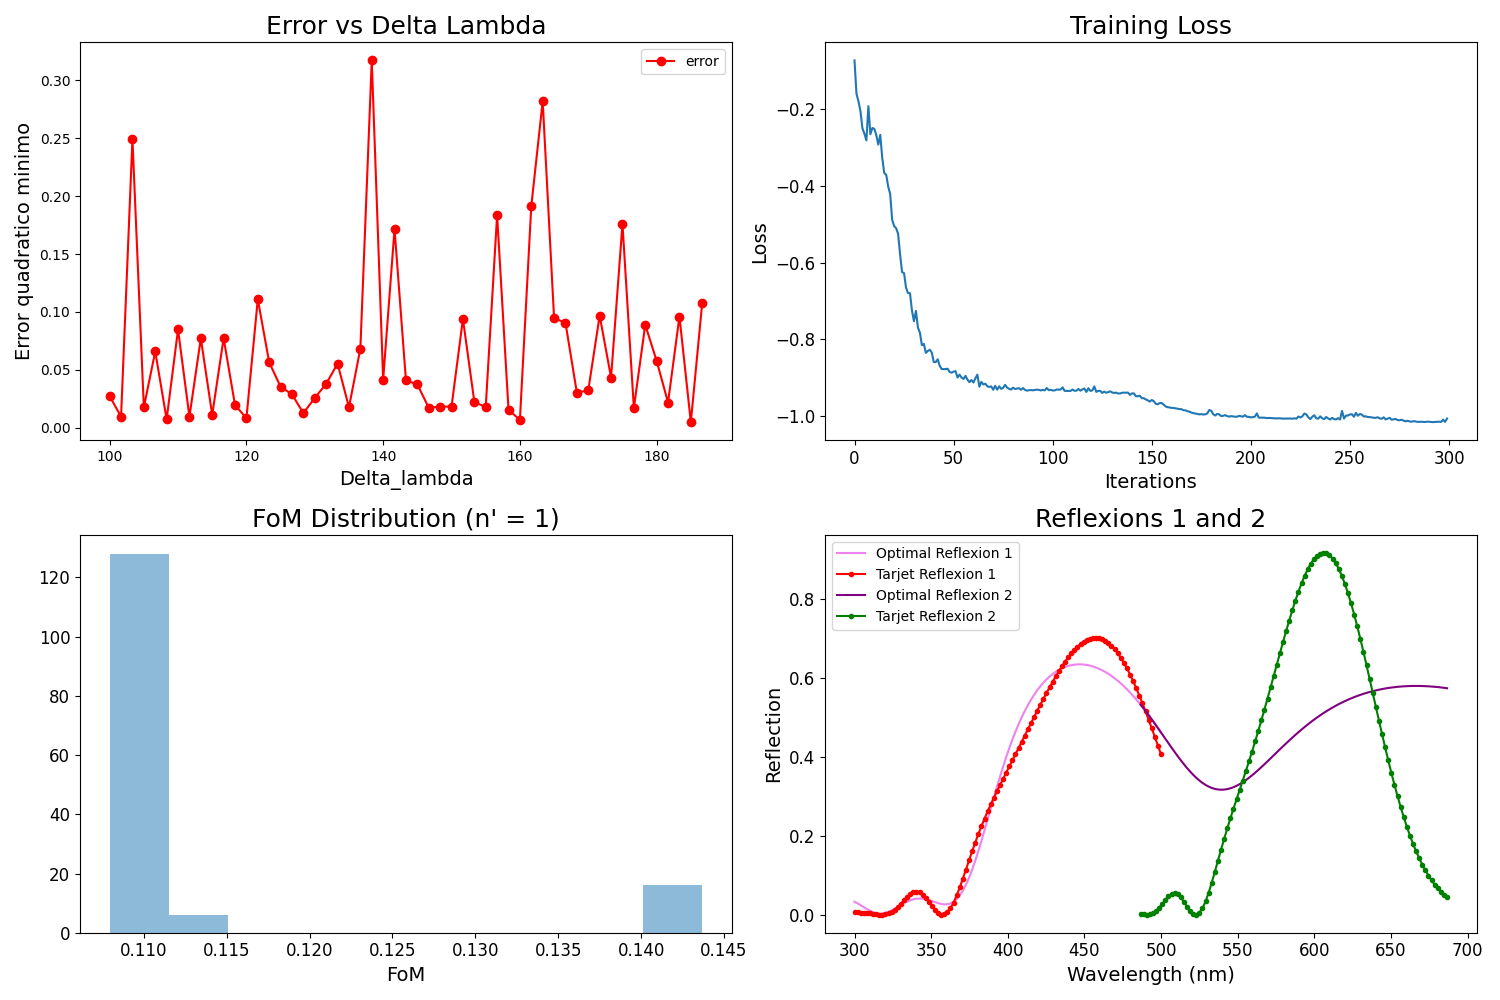 Error vs Delta Lambda
error
0.30
0.25
0.20
0.15
0.10
0.05
0.00
Error quadratico minimo
100 120 140 160 180
Delta_lambda
Training Loss
−0.2
−0.4
−0.6
−0.8
−1.0
Loss
0 50 100 150 200 250 300
Iterations
FoM Distribution (n' = 1)
120
100
80
60
40
20
0
0.110 0.115 0.120 0.125 0.130 0.135 0.140 0.145
FoM
Reflexions 1 and 2
Optimal Reflexion 1
Tarjet Reflexion 1
Optimal Reflexion 2
Tarjet Reflexion 2
0.8
0.6
0.4
0.2
0.0
Reflection
300 350 400 450 500 550 600 650 700
Wavelength (nm)